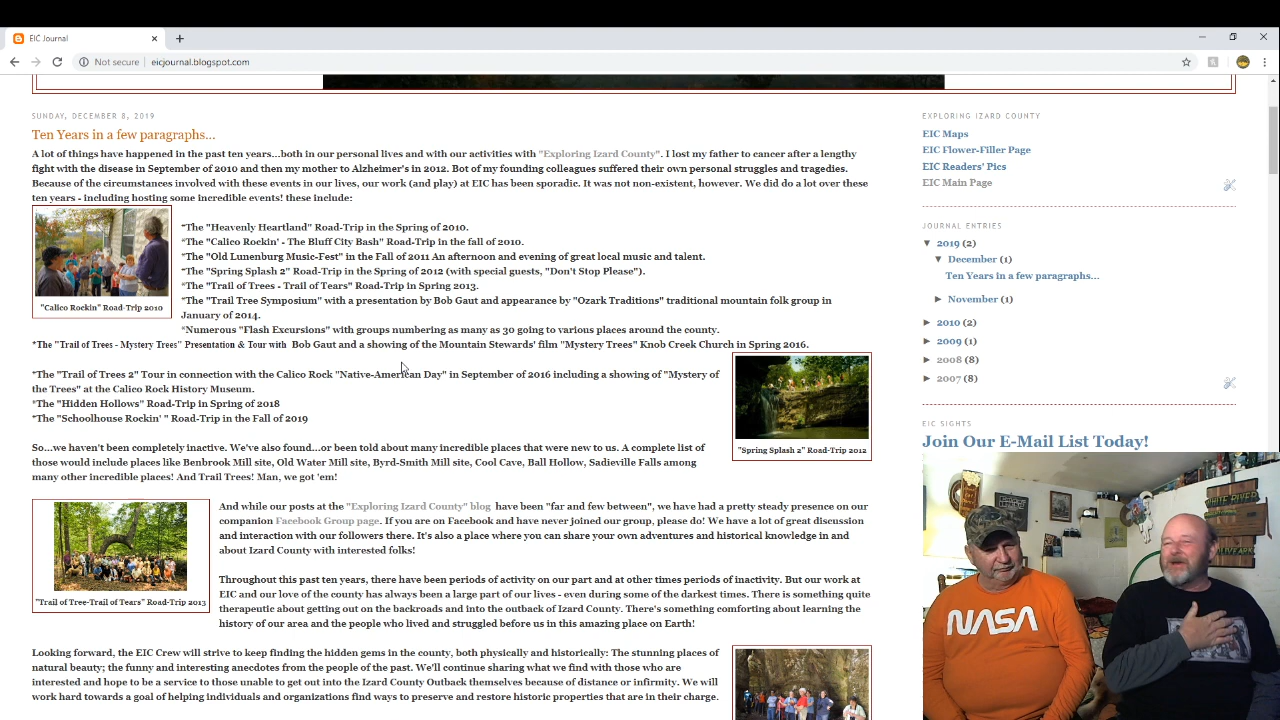 EIC Journal
Not secure | eicjournal.blogspot.com
SUNDAY, DECEMBER 8, 2019
Ten Years in a few paragraphs...
A lot of things have happened in the past ten years...both in our personal lives and with our activities with "Exploring Izard County". I lost my father to cancer after a lengthy
fight with the disease in September of 2010 and then my mother to Alzheimer's in 2012. Bot of my founding colleagues suffered their own personal struggles and tragedies.
Because of the circumstances involved with these events in our lives, our work (and play) at EIC has been sporadic. It was not non-existent, however. We did do a lot over these
ten years - including hosting some incredible events! these include:
*The "Heavenly Heartland" Road-Trip in the Spring of 2010.
*The "Calico Rockin' - The Bluff City Bash" Road-Trip in the fall of 2010.
*The "Old Lunenburg Music-Fest" in the Fall of 2011 An afternoon and evening of great local music and talent.
*The "Spring Splash 2" Road-Trip in the Spring of 2012 (with special guests, "Don't Stop Please").
*The "Trail of Trees - Trail of Tears" Road-Trip in Spring 2013.
*The "Trail Tree Symposium" with a presentation by Bob Gaut and appearance by "Ozark Traditions" traditional mountain folk group in
January of 2014.
*Numerous "Flash Excursions" with groups numbering as many as 30 going to various places around the county.
"Calico Rockin" Road-Trip 2010
*The "Trail of Trees - Mystery Trees" Presentation & Tour with Bob Gaut and a showing of the Mountain Stewards' film "Mystery Trees" Knob Creek Church in Spring 2016.
*The "Trail of Trees 2" Tour in connection with the Calico Rock "Native-American Day" in September of 2016 including a showing of "Mystery of
the Trees" at the Calico Rock History Museum.
*The "Hidden Hollows" Road-Trip in Spring of 2018
*The "Schoolhouse Rockin' " Road-Trip in the Fall of 2019
"Spring Splash 2" Road-Trip 2012
So...we haven't been completely inactive. We've also found...or been told about many incredible places that were new to us. A complete list of
those would include places like Benbrook Mill site, Old Water Mill site, Byrd-Smith Mill site, Cool Cave, Ball Hollow, Sadieville Falls among
many other incredible places! And Trail Trees! Man, we got 'em!
And while our posts at the "Exploring Izard County" blog have been "far and few between", we have had a pretty steady presence on our
companion Facebook Group page. If you are on Facebook and have never joined our group, please do! We have a lot of great discussion
and interaction with our followers there. It's also a place where you can share your own adventures and historical knowledge in and
about Izard County with interested folks!
"Trail of Tree-Trail of Tears" Road-Trip 2013
Throughout this past ten years, there have been periods of activity on our part and at other times periods of inactivity. But our work at
EIC and our love of the county has always been a large part of our lives - even during some of the darkest times. There is something quite
therapeutic about getting out on the backroads and into the outback of Izard County. There's something comforting about learning the
history of our area and the people who lived and struggled before us in this amazing place on Earth!
Looking forward, the EIC Crew will strive to keep finding the hidden gems in the county, both physically and historically: The stunning places of
natural beauty; the funny and interesting anecdotes from the people of the past. We'll continue sharing what we find with those who are
interested and hope to be a service to those unable to get out into the Izard County Outback themselves because of distance or infirmity. We will
work hard towards a goal of helping individuals and organizations find ways to preserve and restore historic properties that are in their charge.
EXPLORING IZARD COUNTY
EIC Maps
EIC Flower-Filler Page
EIC Readers' Pics
EIC Main Page
JOURNAL ENTRIES
▼ 2019 (2)
▼ December (1)
Ten Years in a few paragraphs...
► November (1)
► 2010 (2)
► 2009 (1)
► 2008 (8)
► 2007 (8)
EIC SIGHTS
Join Our E-Mail List Today!
WHITE RIVER
NASA